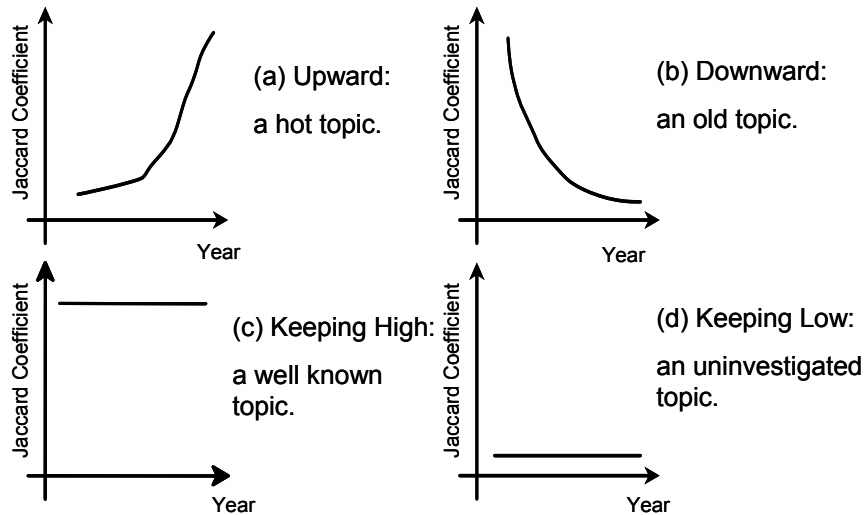 Jaccard Coefficient
(a) Upward:
a hot topic.
Year
Jaccard Coefficient
(b) Downward:
an old topic.
Year
Jaccard Coefficient
(c) Keeping High:
a well known
topic.
Year
Jaccard Coefficient
(d) Keeping Low:
an uninvestigated
topic.
Year